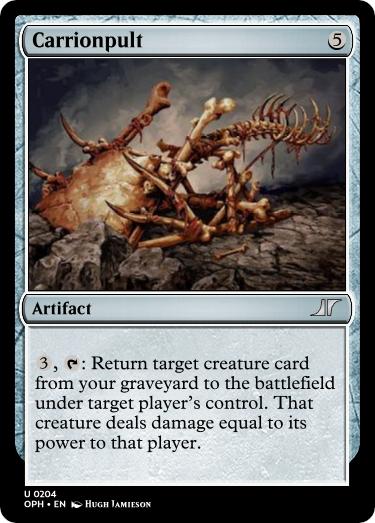 Carrionpult 5
Artifact
3, : Return target creature card
from your graveyard to the battlefield
under target player's control. That
creature deals damage equal to its
power to that player.
U 0204
OPH • EN Hugh Jamieson